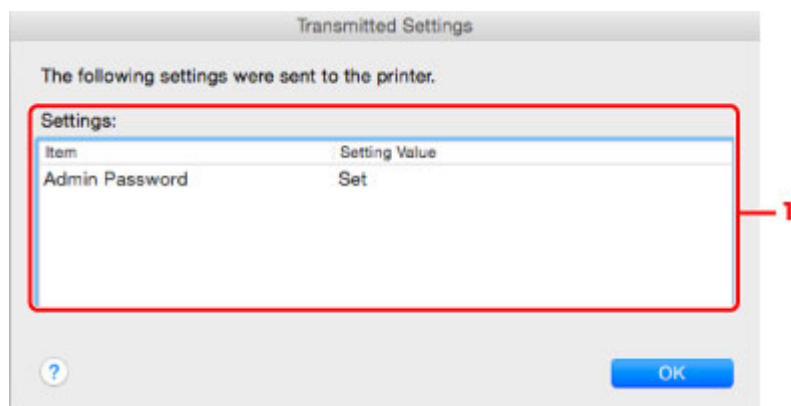 Transmitted Settings
The following settings were sent to the printer.
Settings:
Item Setting Value
Admin Password Set
1
?
OK